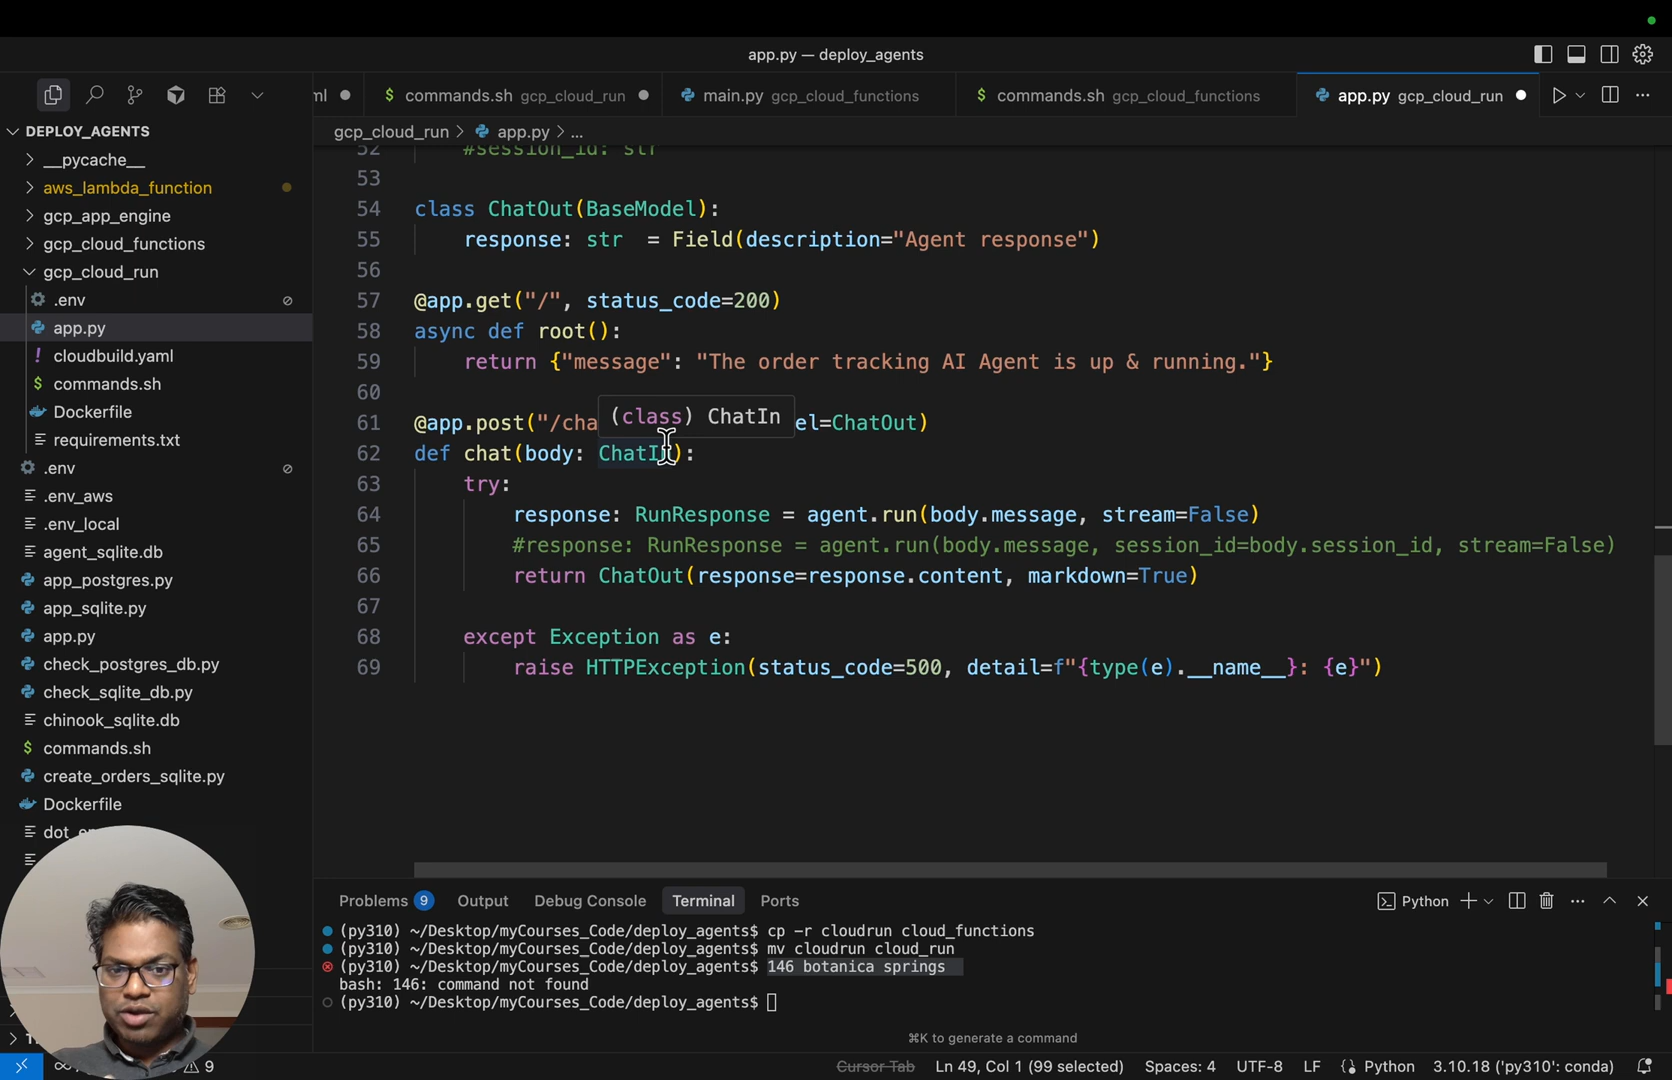 app.py — deploy_agents
ml
commands.sh gcp_cloud_run
main.py gcp_cloud_functions
commands.sh gcp_cloud_functions
app.py gcp_cloud_run
DEPLOY_AGENTS
gcp_cloud_run > app.py > ...
__pycache__
aws_lambda_function
gcp_app_engine
gcp_cloud_functions
gcp_cloud_run
.env
app.py
cloudbuild.yaml
commands.sh
Dockerfile
requirements.txt
.env
.env_aws
.env_local
agent_sqlite.db
app_postgres.py
app_sqlite.py
app.py
check_postgres_db.py
check_sqlite_db.py
chinook_sqlite.db
commands.sh
create_orders_sqlite.py
Dockerfile
52 #session_id: str
53
54 class ChatOut(BaseModel):
55 response: str  = Field(description="Agent response")
56
57 @app.get("/", status_code=200)
58 async def root():
59 return {"message": "The order tracking AI Agent is up & running."}
60
(class) ChatIn
61 @app.post("/cha el=ChatOut)
62 def chat(body: ChatIn):
63 try:
64 response: RunResponse = agent.run(body.message, stream=False)
65 #response: RunResponse = agent.run(body.message, session_id=body.session_id, stream=False)
66 return ChatOut(response=response.content, markdown=True)
67
68 except Exception as e:
69 raise HTTPException(status_code=500, detail=f"{type(e).__name__}: {e}")
Problems 9 Output Debug Console Terminal Ports
Python
(py310) ~/Desktop/myCourses_Code/deploy_agents$ cp -r cloudrun cloud_functions
(py310) ~/Desktop/myCourses_Code/deploy_agents$ mv cloudrun cloud_run
(py310) ~/Desktop/myCourses_Code/deploy_agents$ 146 botanica springs
bash: 146: command not found
(py310) ~/Desktop/myCourses_Code/deploy_agents$
⌘K to generate a command
9
Cursor Tab
Ln 49, Col 1 (99 selected)
Spaces: 4
UTF-8
LF
Python
3.10.18 ('py310': conda)